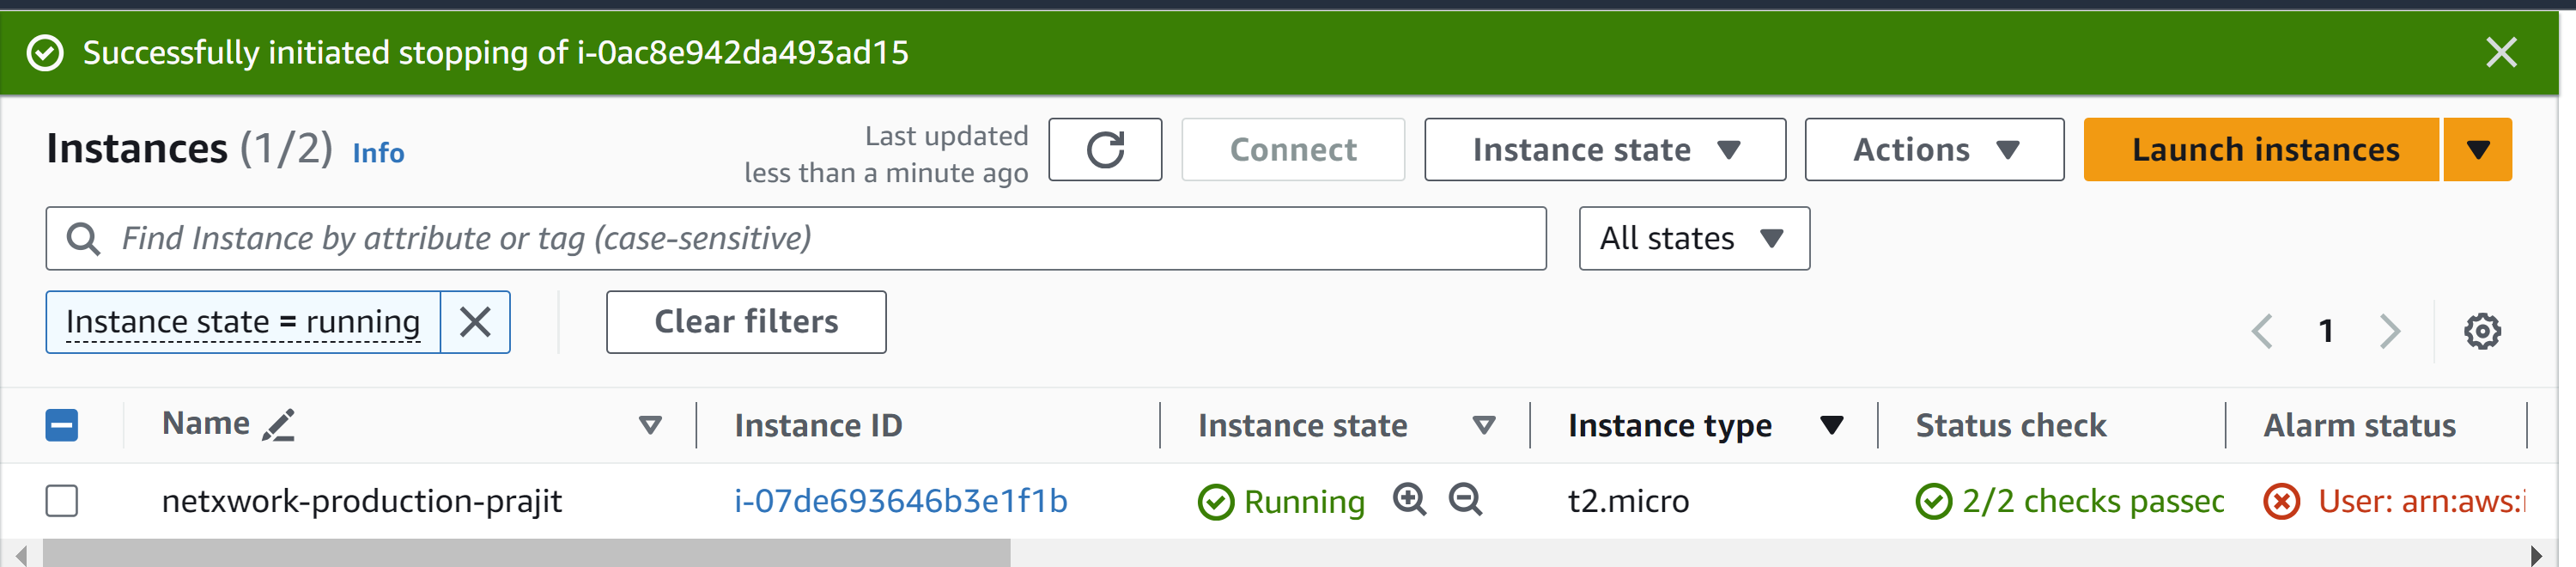 Successfully initiated stopping of i-0ac8e942da493ad15
Instances (1/2) Info
Last updated
less than a minute ago
Connect
Instance state
Actions
Launch instances
Find Instance by attribute or tag (case-sensitive)
All states
Instance state = running
Clear filters
1
Name Instance ID Instance state Instance type Status check Alarm status
netxwork-production-prajit i-07de693646b3e1f1b Running t2.micro 2/2 checks passed User: arn:aws:i